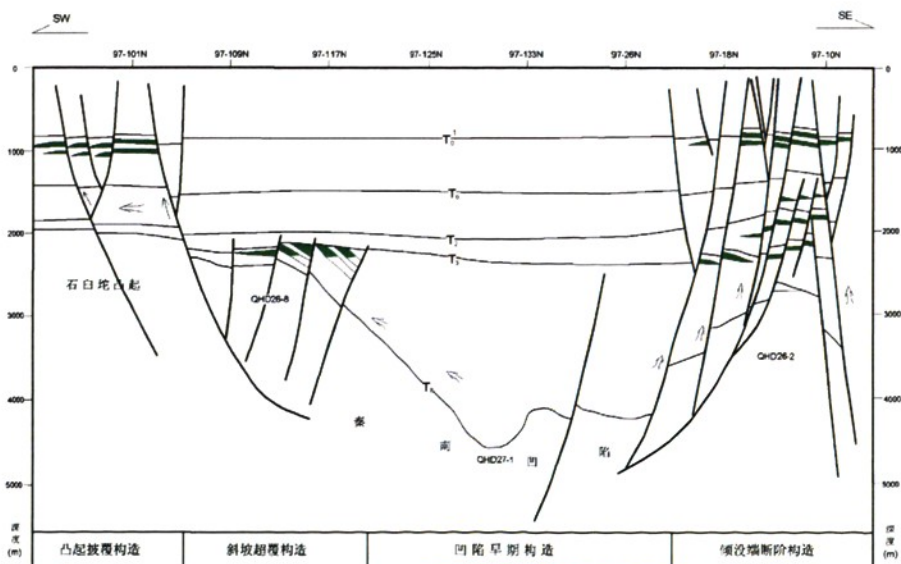 SW SE
97-101N 97-109N 97-117N 97-125N 97-133N 97-26N 97-18N 97-10N
0 0
1000 1000
2000 2000
3000 3000
4000 4000
5000 5000
石臼坨凸起
QHD26-8
QHD26-2
QHD27-1
秦南凹陷
深度(m) 深度(m)
凸起披覆构造 斜坡超覆构造 凹陷早期构造 倾没端断阶构造